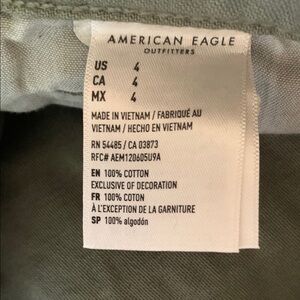 AMERICAN EAGLE
OUTFITTERS
US 4
CA 4
MX 4
MADE IN VIETNAM / FABRIQUÉ AU
VIETNAM / HECHO EN VIETNAM
RN 54485 / CA 03873
RFC# AEM120605U9A
EN 100% COTTON
EXCLUSIVE OF DECORATION
FR 100% COTON
À L'EXCEPTION DE LA GARNITURE
SP 100% algodón